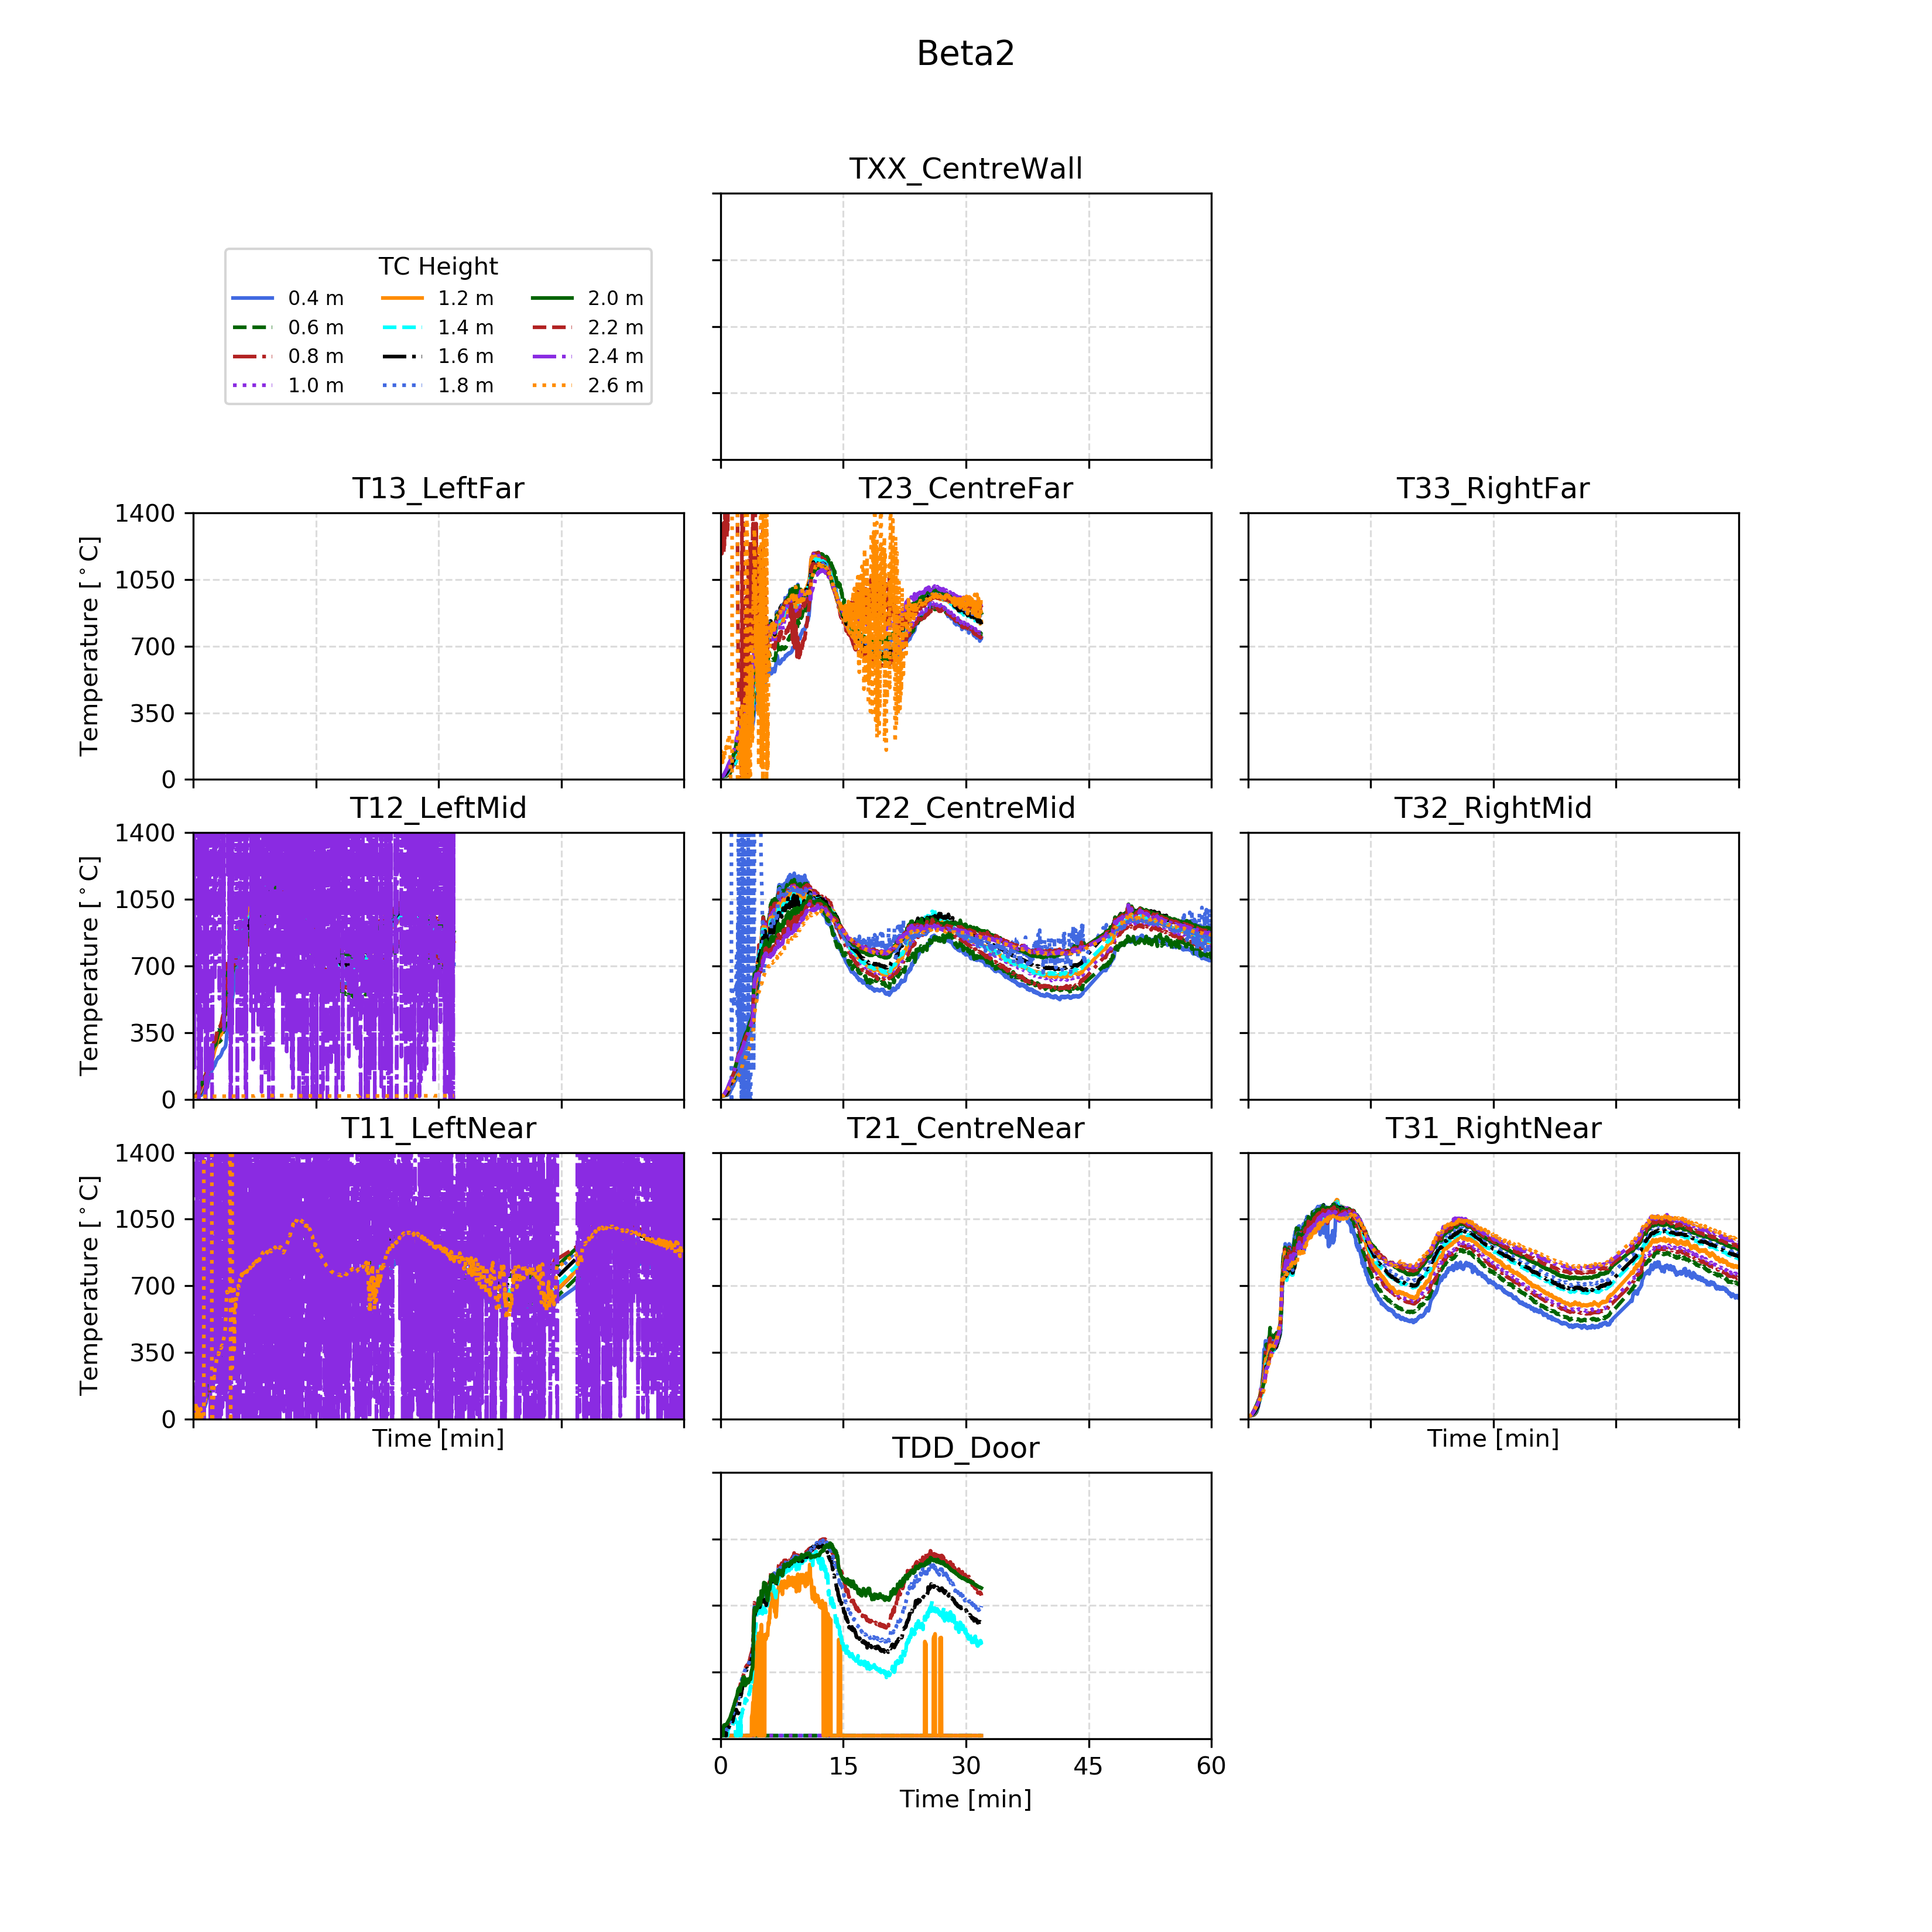 Beta2
TXX_CentreWall
TC Height
0.4 m 1.2 m 2.0 m
0.6 m 1.4 m 2.2 m
0.8 m 1.6 m 2.4 m
1.0 m 1.8 m 2.6 m
T13_LeftFar T23_CentreFar T33_RightFar
Temperature [°C]
1400
1050
700
350
0
T12_LeftMid T22_CentreMid T32_RightMid
Temperature [°C]
1400
1050
700
350
0
T11_LeftNear T21_CentreNear T31_RightNear
Temperature [°C]
1400
1050
700
350
0
Time [min] Time [min]
TDD_Door
0 15 30 45 60
Time [min]